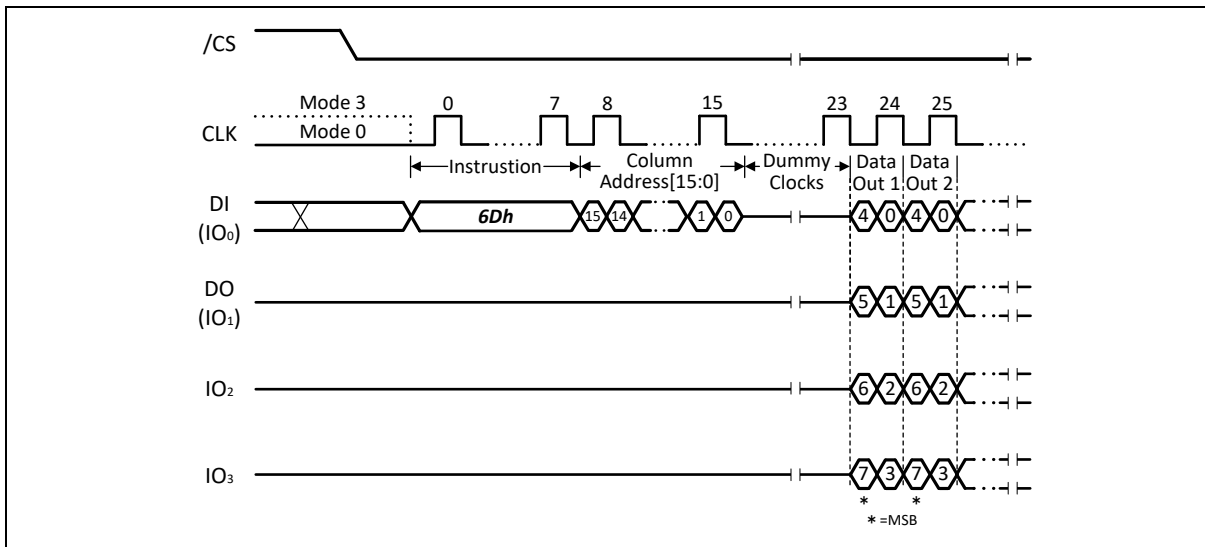 /CS
Mode 3 0 7 8 15 23 24 25
CLK Mode 0
Instrustion Column Address[15:0] Dummy Clocks Data Out 1 Data Out 2
DI (IO₀) 6Dh 15 14 1 0 4 0 4 0
DO (IO₁) 5 1 5 1
IO₂ 6 2 6 2
IO₃ 7 3 7 3
* *
* =MSB